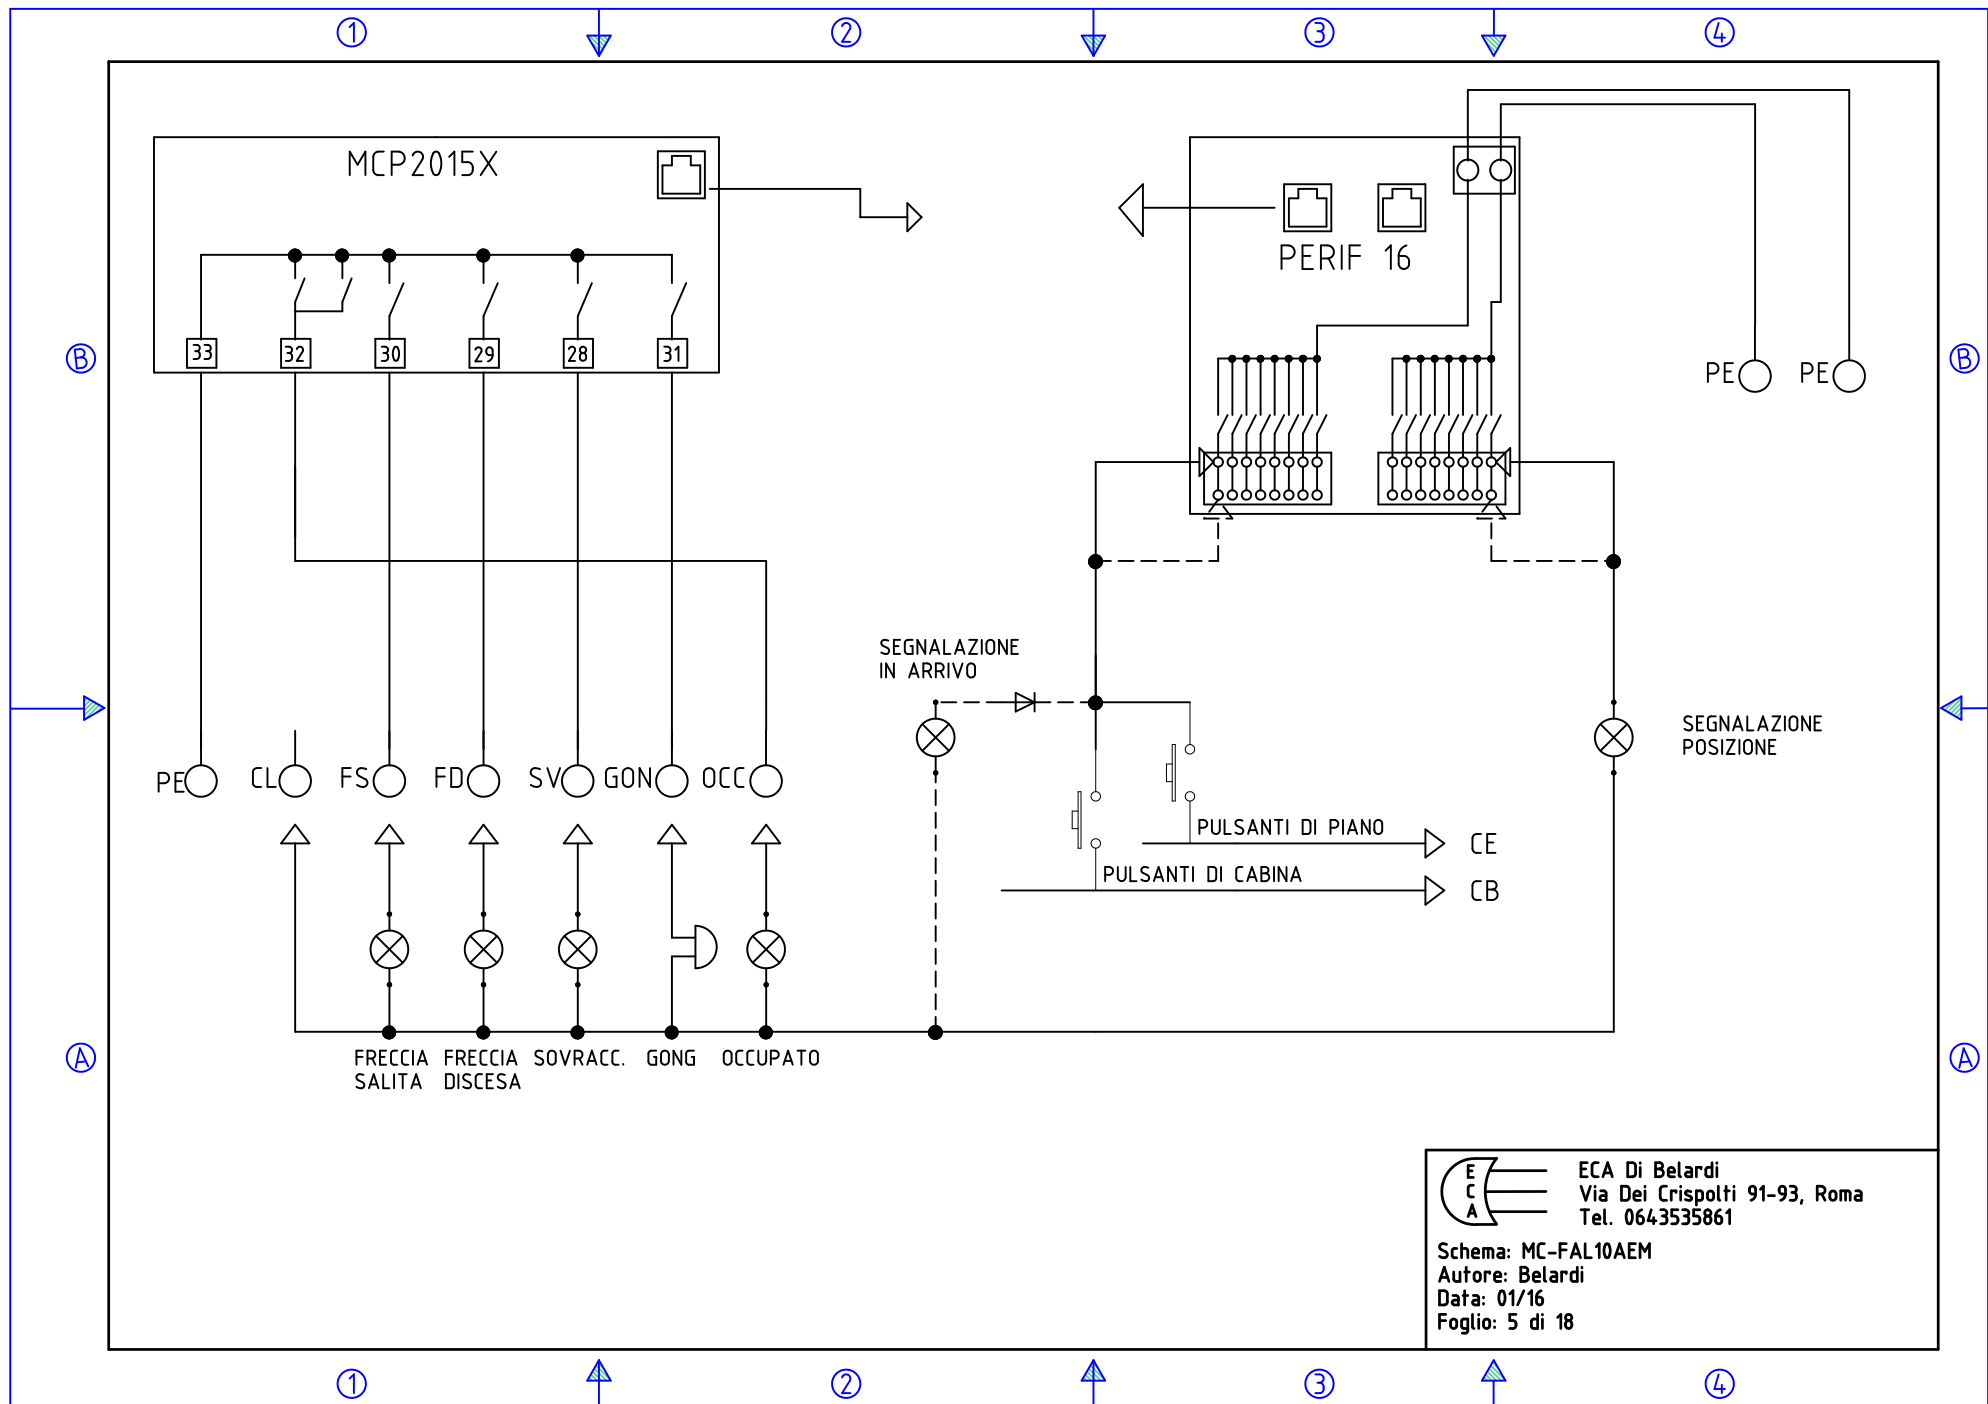 1 2 3 4
MCP2015X
PERIF 16
B
33 32 30 29 28 31
PE PE
B
SEGNALAZIONE
IN ARRIVO
SEGNALAZIONE
POSIZIONE
PE CL FS FD SV GON OCC
PULSANTI DI PIANO
CE
PULSANTI DI CABINA
CB
A
FRECCIA
SALITA
FRECCIA
DISCESA
SOVRACC.
GONG
OCCUPATO
A
E
C
A
ECA Di Belardi
Via Dei Crispolti 91-93, Roma
Tel. 0643535861
Schema: MC-FAL10AEM
Autore: Belardi
Data: 01/16
Foglio: 5 di 18
1 2 3 4